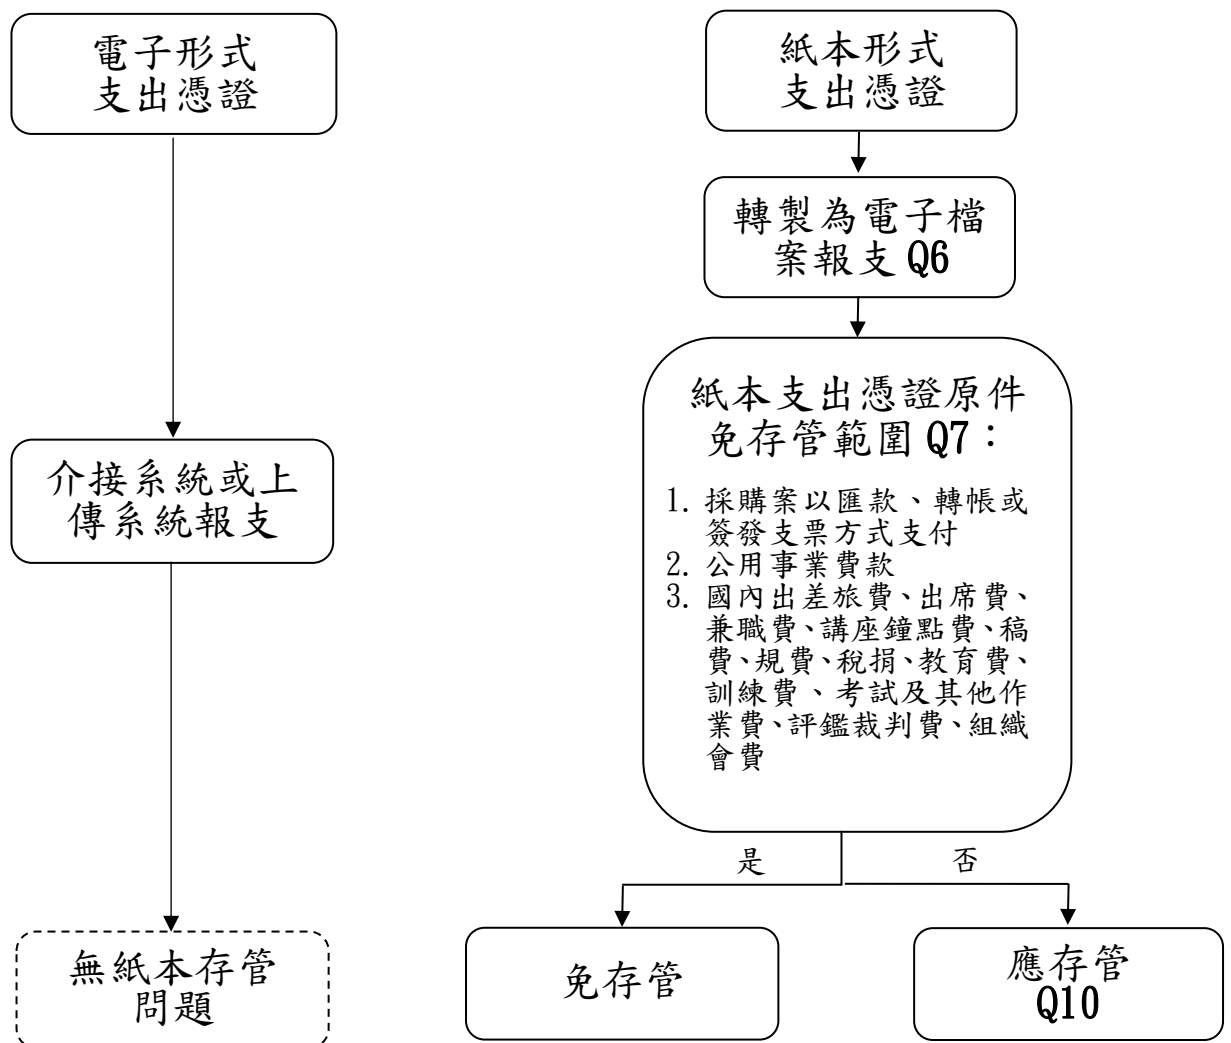 電子形式
支出憑證
紙本形式
支出憑證
轉製為電子檔
案報支 Q6
紙本支出憑證原件
免存管範圍 Q7：
1. 採購案以匯款、轉帳或
簽發支票方式支付
2. 公用事業費款
3. 國內出差旅費、出席費、
兼職費、講座鐘點費、稿
費、規費、稅捐、教育費、
訓練費、考試及其他作
業費、評鑑裁判費、組織
會費
介接系統或上
傳系統報支
是
否
無紙本存管
問題
免存管
應存管
Q10